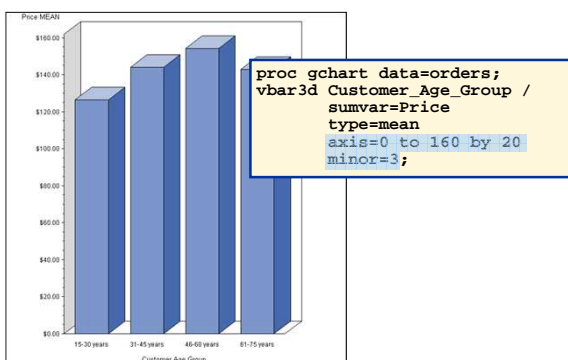 Price MEAN
$160.00
$140.00
$120.00
$100.00
$80.00
$60.00
$40.00
$20.00
$0.00
15-30 years
31-45 years
46-60 years
61-75 years
Customer Age Group
proc gchart data=orders;
vbar3d Customer_Age_Group /
sumvar=Price
type=mean
axis=0 to 160 by 20
minor=3;